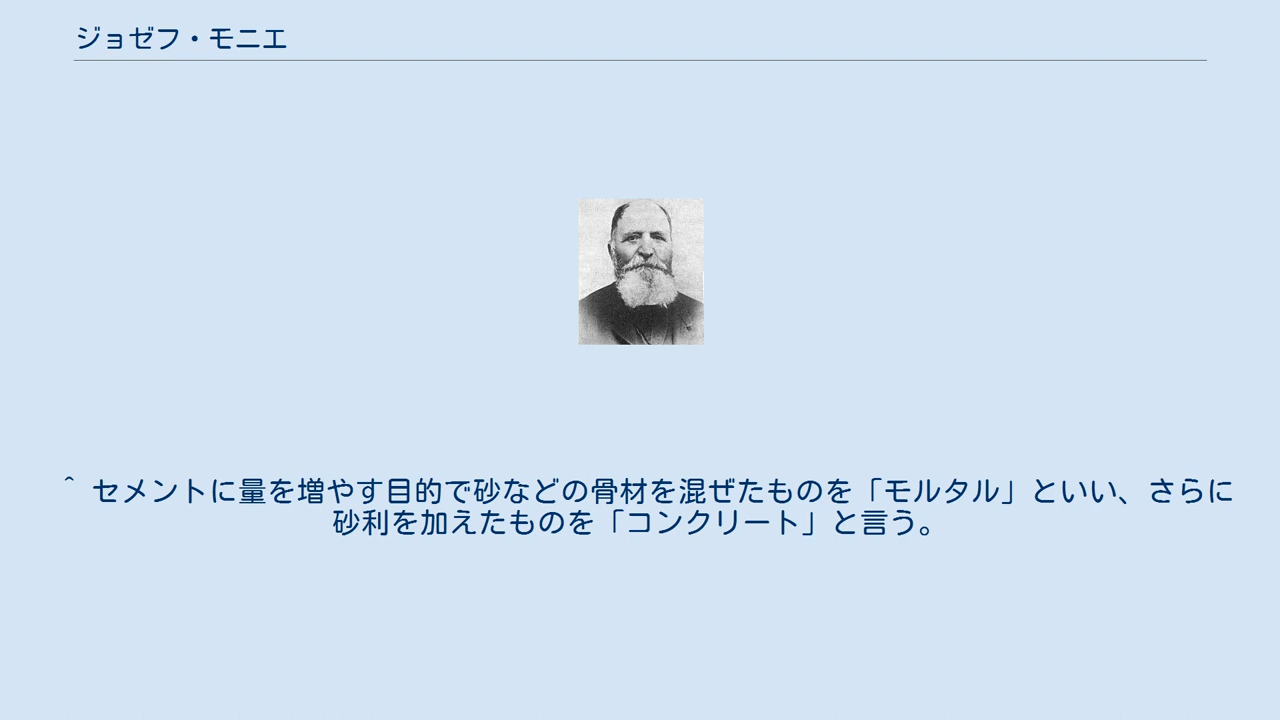 ジョゼフ・モニエ
^ セメントに量を増やす目的で砂などの骨材を混ぜたものを「モルタル」といい、さらに
砂利を加えたものを「コンクリート」と言う。